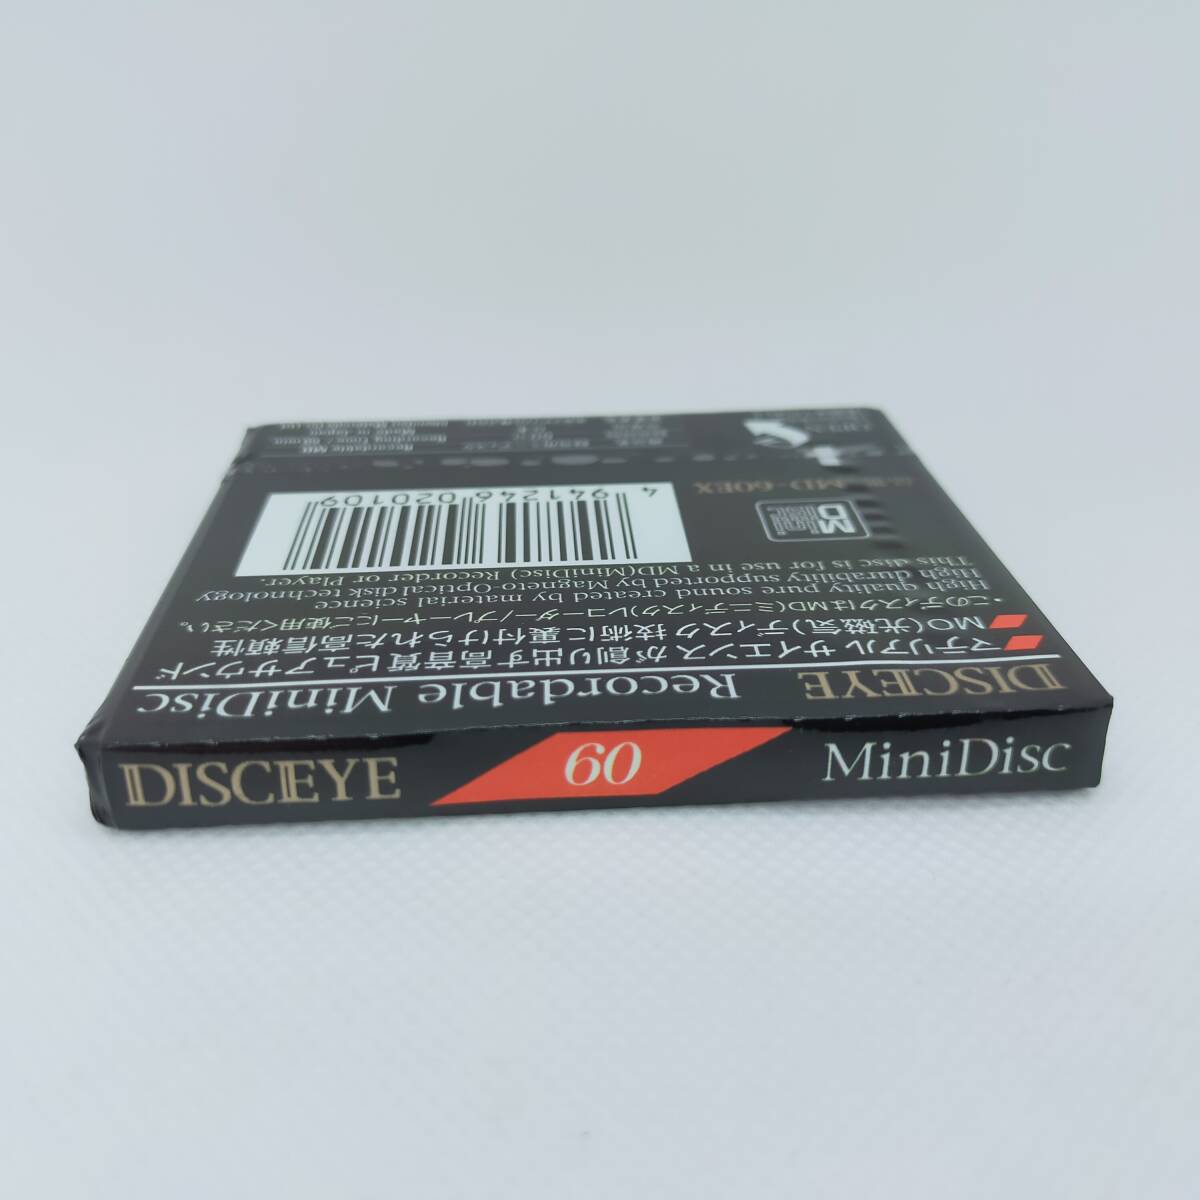 DISCEYE 60 MiniDisc
DISCEYE Recordable MiniDisc
マテリアル サイエンスが創り出す高音質ピュアサウンド
MO(光磁気)ディスク技術に裏付けられた高信頼性
・このディスクはMD(ミニディスク)レコーダー/プレーヤーにご使用ください。
High quality pure sound created by material science
High durability supported by Magneto-Optical disk technology
This disc is for use in a MD(MiniDisc) Recorder or Player.
MD-60EX
4941246020109
Recordable MD
Made in Japan